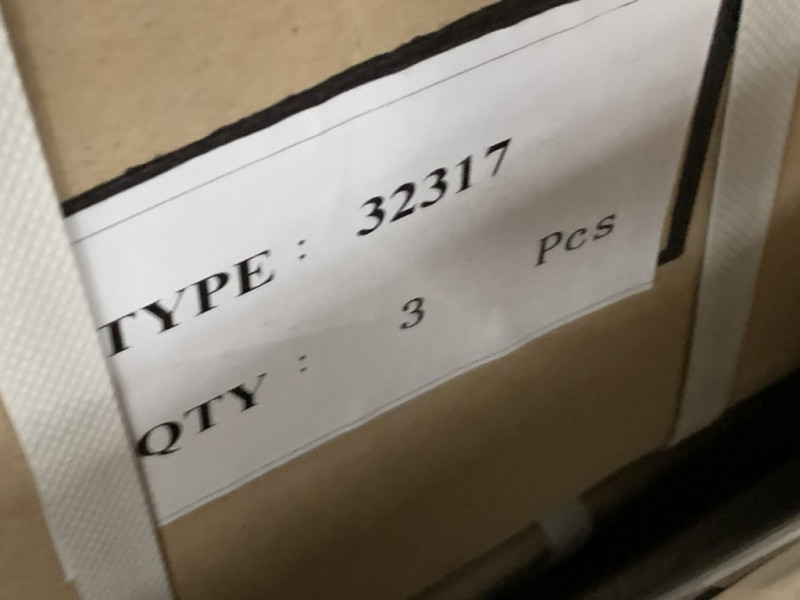 TYPE : 32317
QTY : 3 Pcs